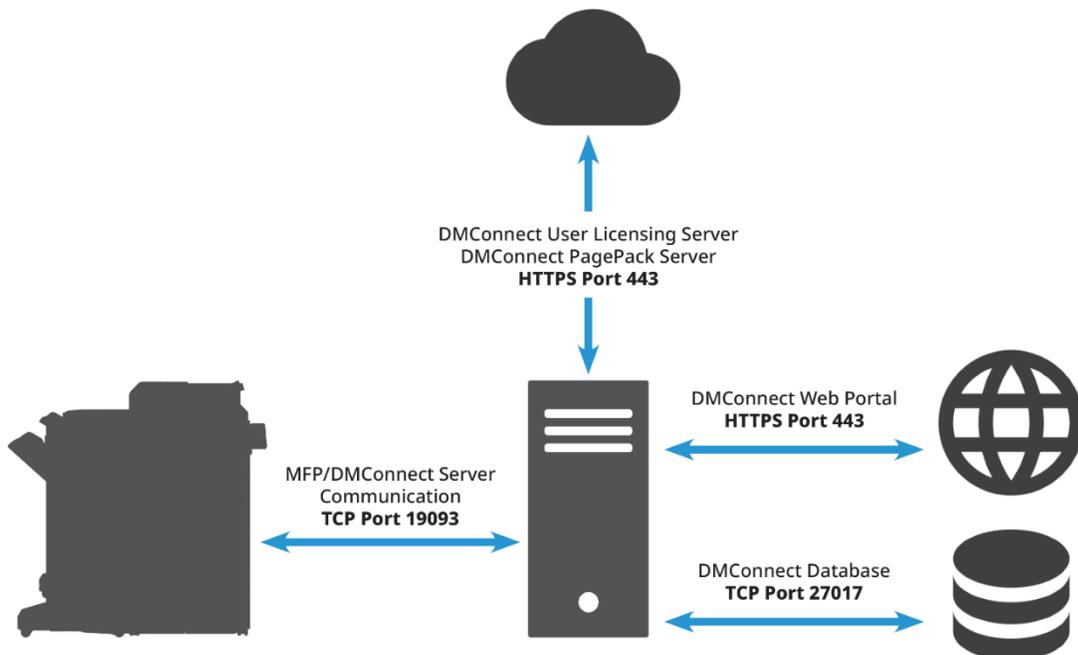 DMConnect User Licensing Server
DMConnect PagePack Server
HTTPS Port 443
DMConnect Web Portal
HTTPS Port 443
MFP/DMConnect Server
Communication
TCP Port 19093
DMConnect Database
TCP Port 27017